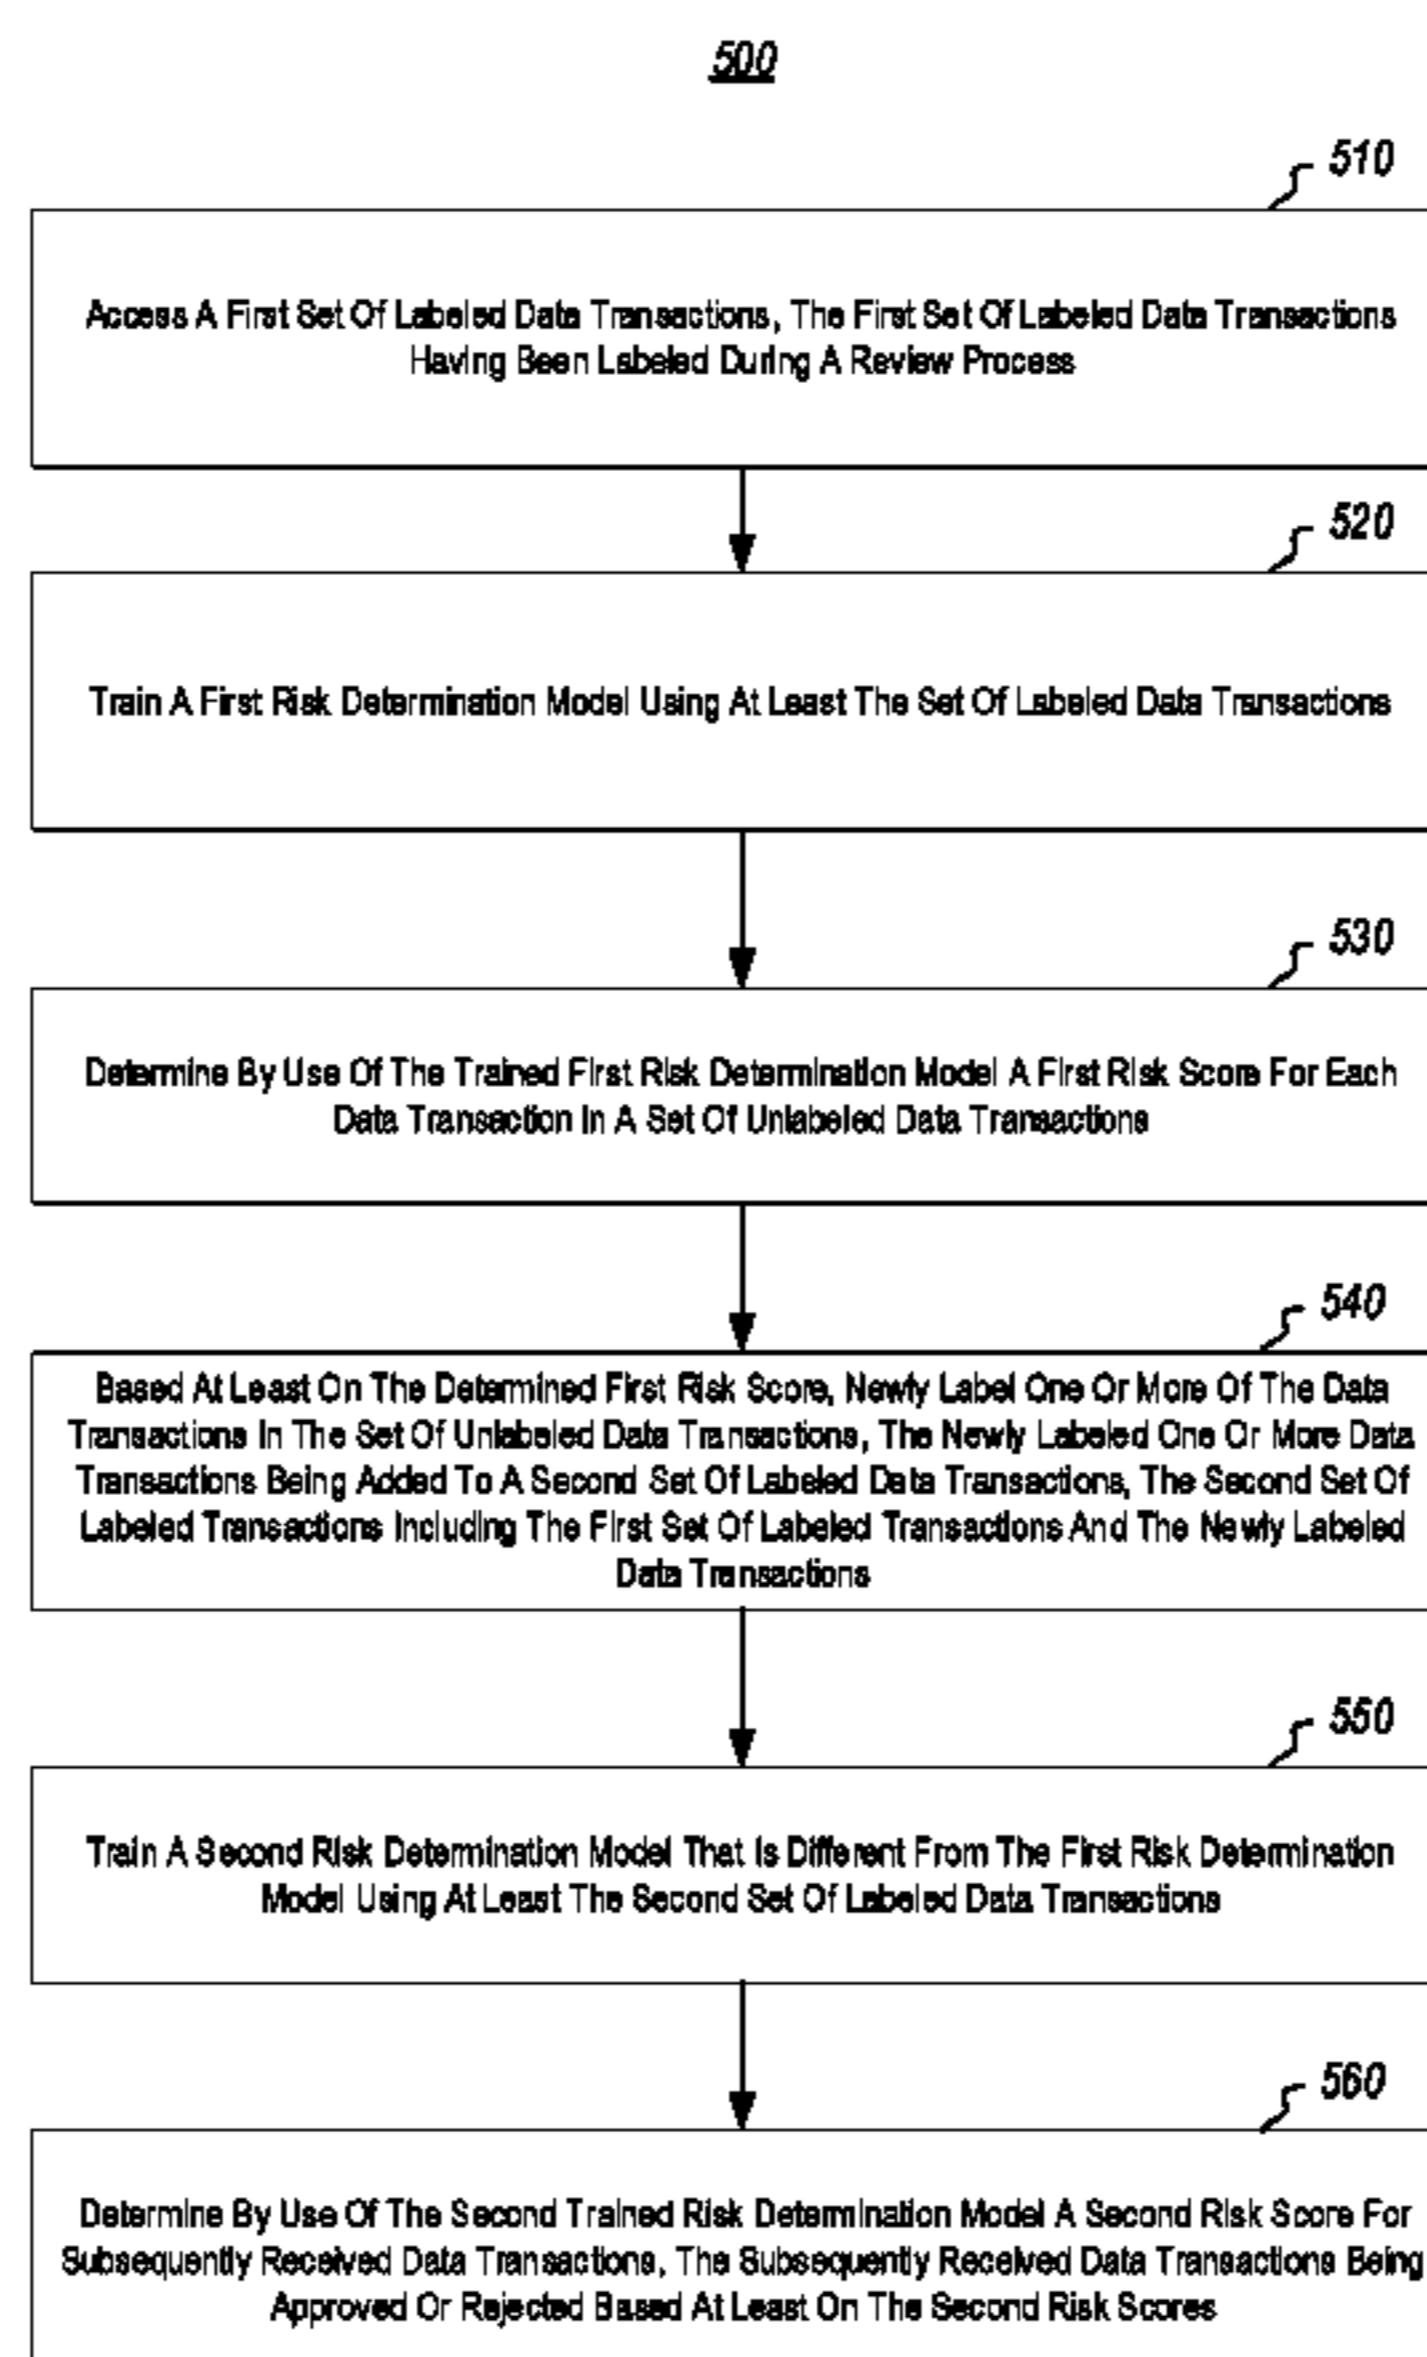 500
510
Access A First Set Of Labeled Data Transactions, The First Set Of Labeled Data Transactions
Having Been Labeled During A Review Process
520
Train A First Risk Determination Model Using At Least The Set Of Labeled Data Transactions
530
Determine By Use Of The Trained First Risk Determination Model A First Risk Score For Each
Data Transaction In A Set Of Unlabeled Data Transactions
540
Based At Least On The Determined First Risk Score, Newly Label One Or More Of The Data
Transactions In The Set Of Unlabeled Data Transactions, The Newly Labeled One Or More Data
Transactions Being Added To A Second Set Of Labeled Data Transactions, The Second Set Of
Labeled Transactions Including The First Set Of Labeled Transactions And The Newly Labeled
Data Transactions
550
Train A Second Risk Determination Model That Is Different From The First Risk Determination
Model Using At Least The Second Set Of Labeled Data Transactions
560
Determine By Use Of The Second Trained Risk Determination Model A Second Risk Score For
Subsequently Received Data Transactions, The Subsequently Received Data Transactions Being
Approved Or Rejected Based At Least On The Second Risk Scores